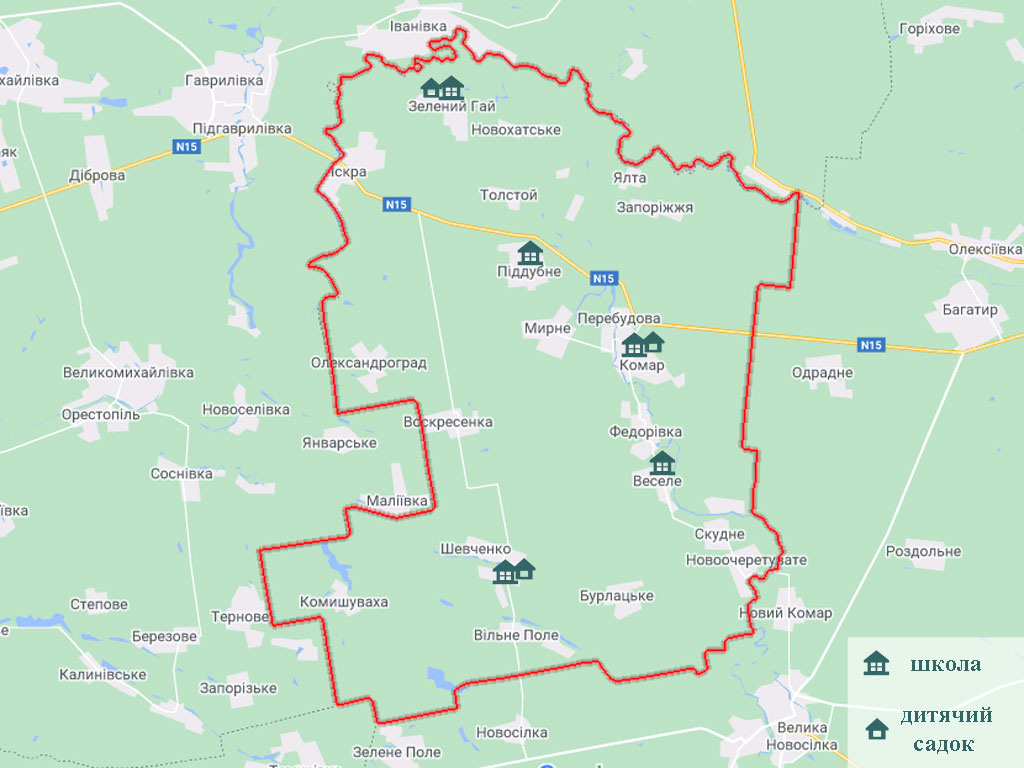 Іванівка
Горіхове
хайлівка
Гаврилівка
Зелений Гай
Підгаврилівка
Новохатське
N15
як
Діброва
Іскра
Ялта
Толстой
N15
Запоріжжя
Олексіївка
Піддубне
N15
Багатир
Перебудова
Мирне
N15
Олександроград
Комар
Великомихайлівка
Одрадне
Орестопіль
Новоселівка
Воскресенка
Федорівка
Январське
Соснівка
Веселе
Маліївка
ївка
Скудне
Шевченко
Новоочеретувате
Роздольне
Степове
Комишуваха
Бурлацьке
Тернове
Новий Комар
е
Березове
Вільне Поле
школа
Калинівське
Запорізьке
дитячий
садок
Новосілка
Велика
Новосілка
Зелене Поле